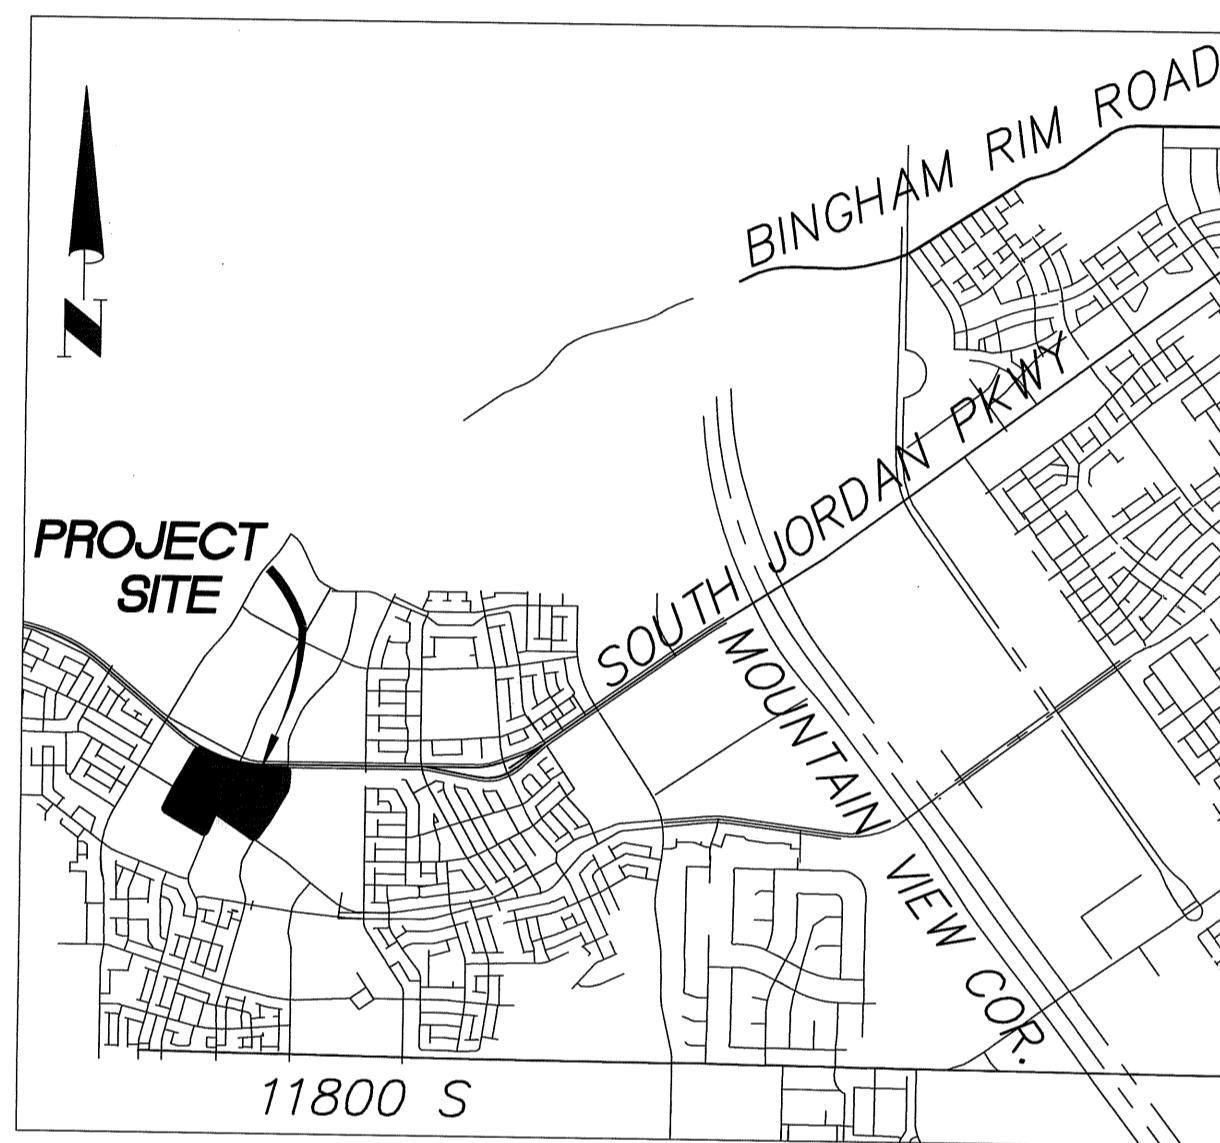 BINGHAM RIM ROAD
N
SOUTH JORDAN PKWY
PROJECT
SITE
MOUNTAIN VIEW COR.
11800 S